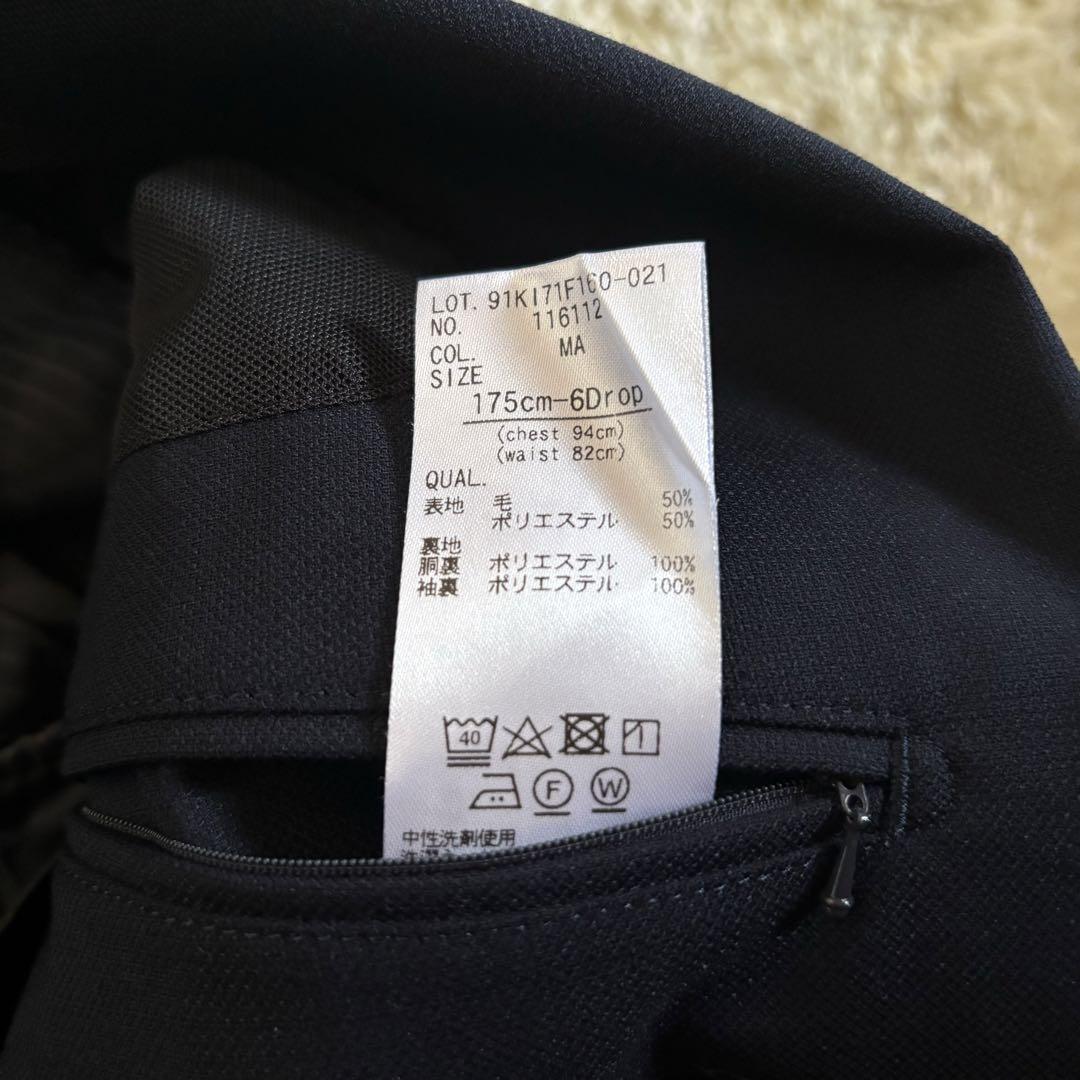 LOT. 91KI71F160-021
NO. 116112
COL. MA
SIZE
175cm-6Drop
(chest 94cm)
(waist 82cm)
QUAL.
表地 毛 50%
ポリエステル 50%
裏地
胴裏 ポリエステル 100%
袖裏 ポリエステル 100%
40
F W
中性洗剤使用